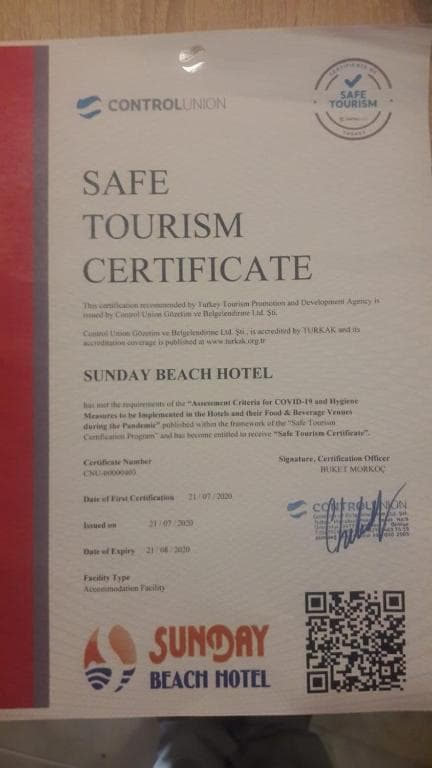 CONTROLUNION
CERTIFICATE OF
SAFE
TOURISM
SAFE
TOURISM
CERTIFICATE
This certification recommended by Turkey Tourism Promotion and Development Agency is
issued by Control Union Gözetim ve Belgelendirme Ltd. Şti.
Control Union Gözetim ve Belgelendirme Ltd. Şti., is accredited by TURKAK and its
accreditation coverage is published at www.turkak.org.tr
SUNDAY BEACH HOTEL
has met the requirements of the "Assessment Criteria for COVID-19 and Hygiene
Measures to be Implemented in the Hotels and their Food & Beverage Venues
during the Pandemic" published within the framework of the "Safe Tourism
Certification Program" and has become entitled to receive "Safe Tourism Certificate".
Certificate Number
CNU-00000403
Signature, Certification Officer
BUKET MORKOÇ
Date of First Certification 21/07/2020
Issued on 21/07/2020
CONTROLUNION
Date of Expiry 21/08/2020
Facility Type
Accommodation Facility
SUNDAY
BEACH HOTEL